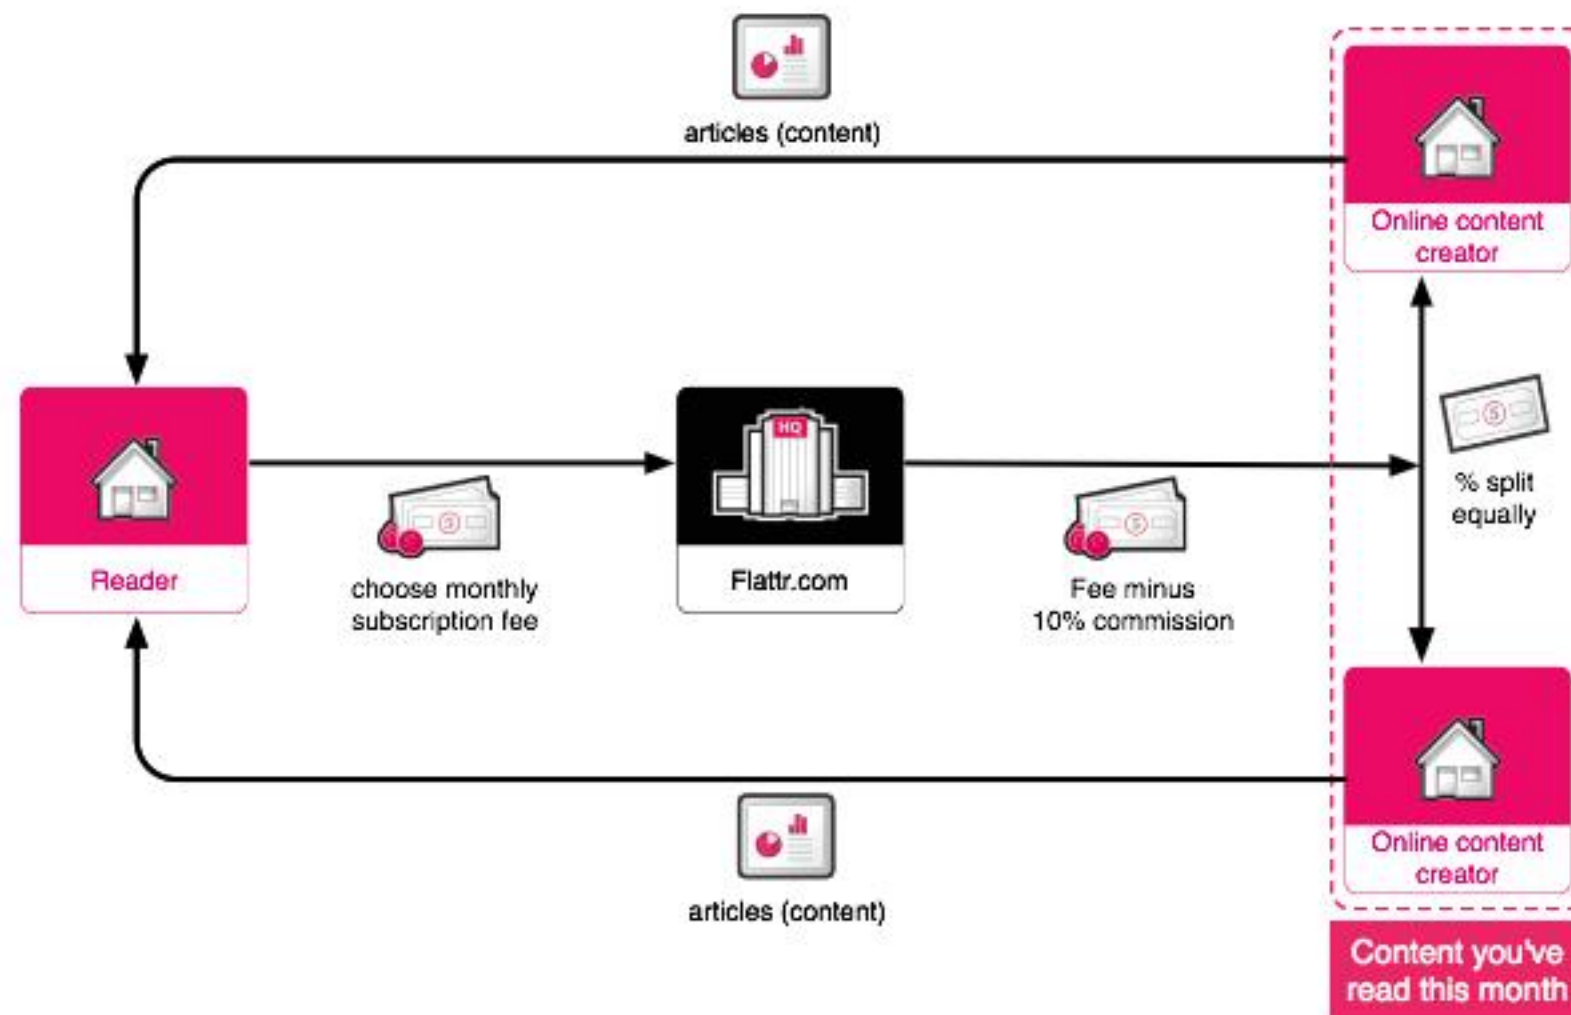 articles (content)
Online content
creator
HQ
Reader
choose monthly
subscription fee
Flattr.com
Fee minus
10% commission
% split
equally
Online content
creator
articles (content)
Content you've
read this month